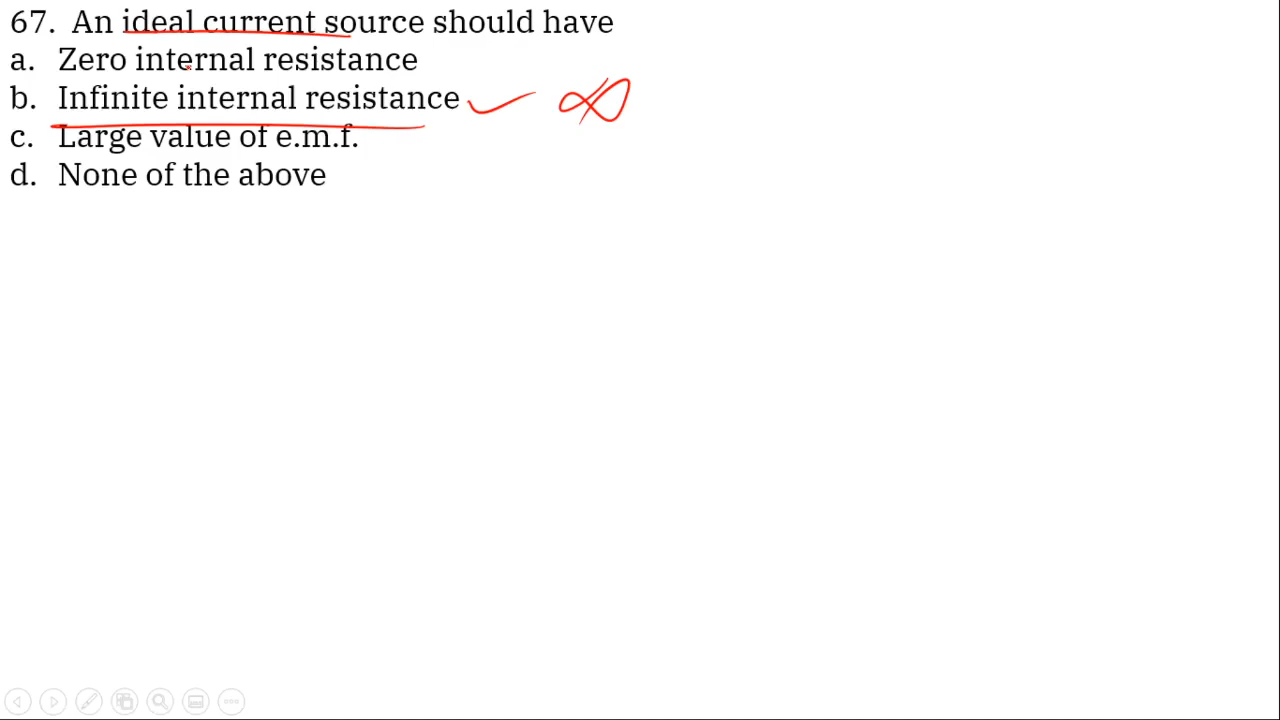 67. An ideal current source should have
a. Zero internal resistance
b. Infinite internal resistance ✓ ∞
c. Large value of e.m.f.
d. None of the above